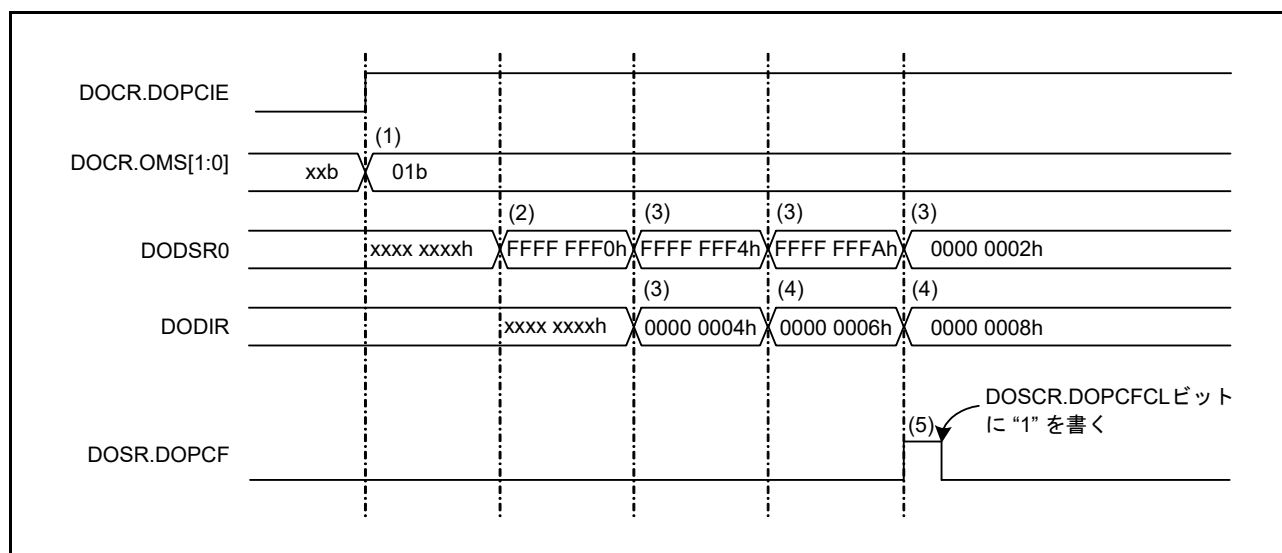 DOCR.DOPCIE
(1)
DOCR.OMS[1:0] xxb 01b
(2) (3) (3) (3)
DODSR0 xxxx xxxxh FFFF FFF0h FFFF FFF4h FFFF FFFAh 0000 0002h
(3) (4) (4)
DODIR xxxx xxxxh 0000 0004h 0000 0006h 0000 0008h
DOSCR.DOPCFCLビット
に “1” を書く
(5)
DOSR.DOPCF